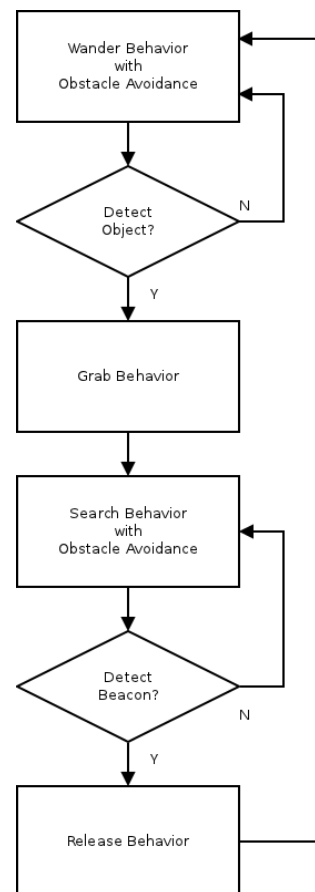 Wander Behavior
with
Obstacle Avoidance
Detect
Object?
N
Y
Grab Behavior
Search Behavior
with
Obstacle Avoidance
Detect
Beacon?
N
Y
Release Behavior